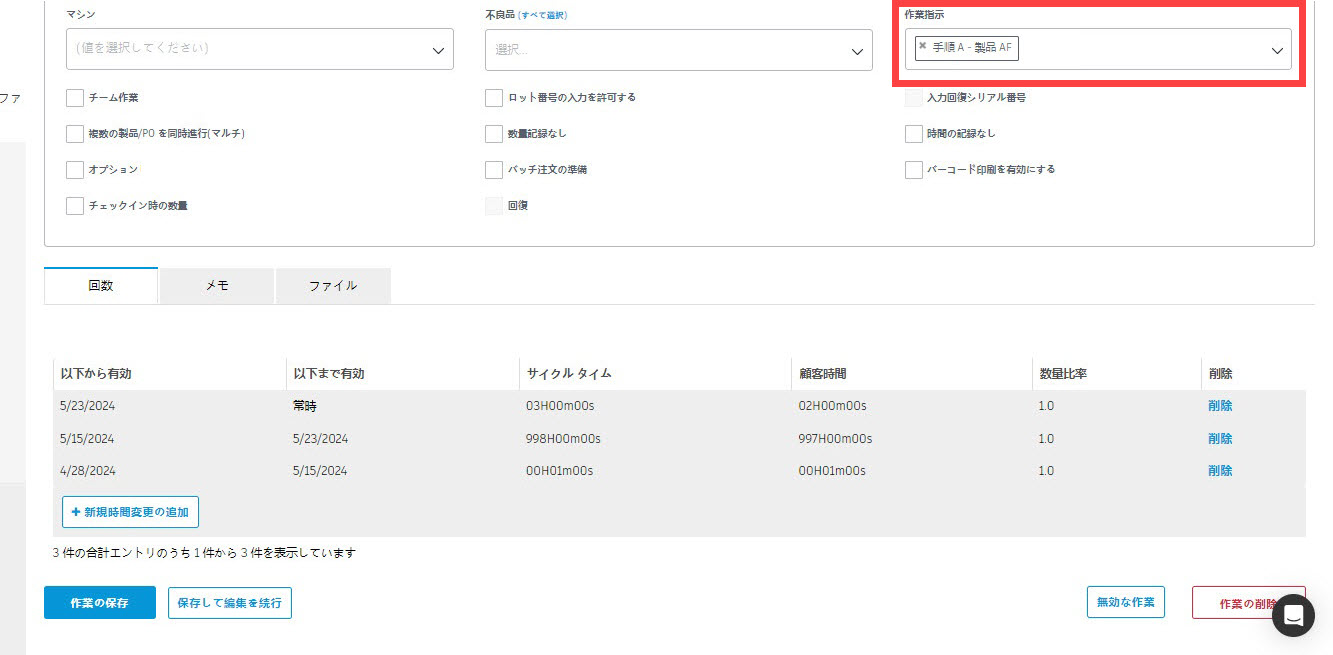 マシン
不良品 (すべて選択)
作業指示
(値を選択してください)
選択...
× 手順 A - 製品 AF
ファ
チーム作業
ロット番号の入力を許可する
入力回復シリアル番号
複数の製品/PO を同時進行(マルチ)
数量記録なし
時間の記録なし
オプション
バッチ注文の準備
バーコード印刷を有効にする
チェックイン時の数量
回復
回数 メモ ファイル
以下から有効 以下まで有効 サイクル タイム 顧客時間 数量比率 削除
5/23/2024 常時 03H00m00s 02H00m00s 1.0 削除
5/15/2024 5/23/2024 998H00m00s 997H00m00s 1.0 削除
4/28/2024 5/15/2024 00H01m00s 00H01m00s 1.0 削除
+ 新規時間変更の追加
3 件の合計エントリのうち 1 件から 3 件を表示しています
作業の保存 保存して編集を続行 無効な作業 作業の削除